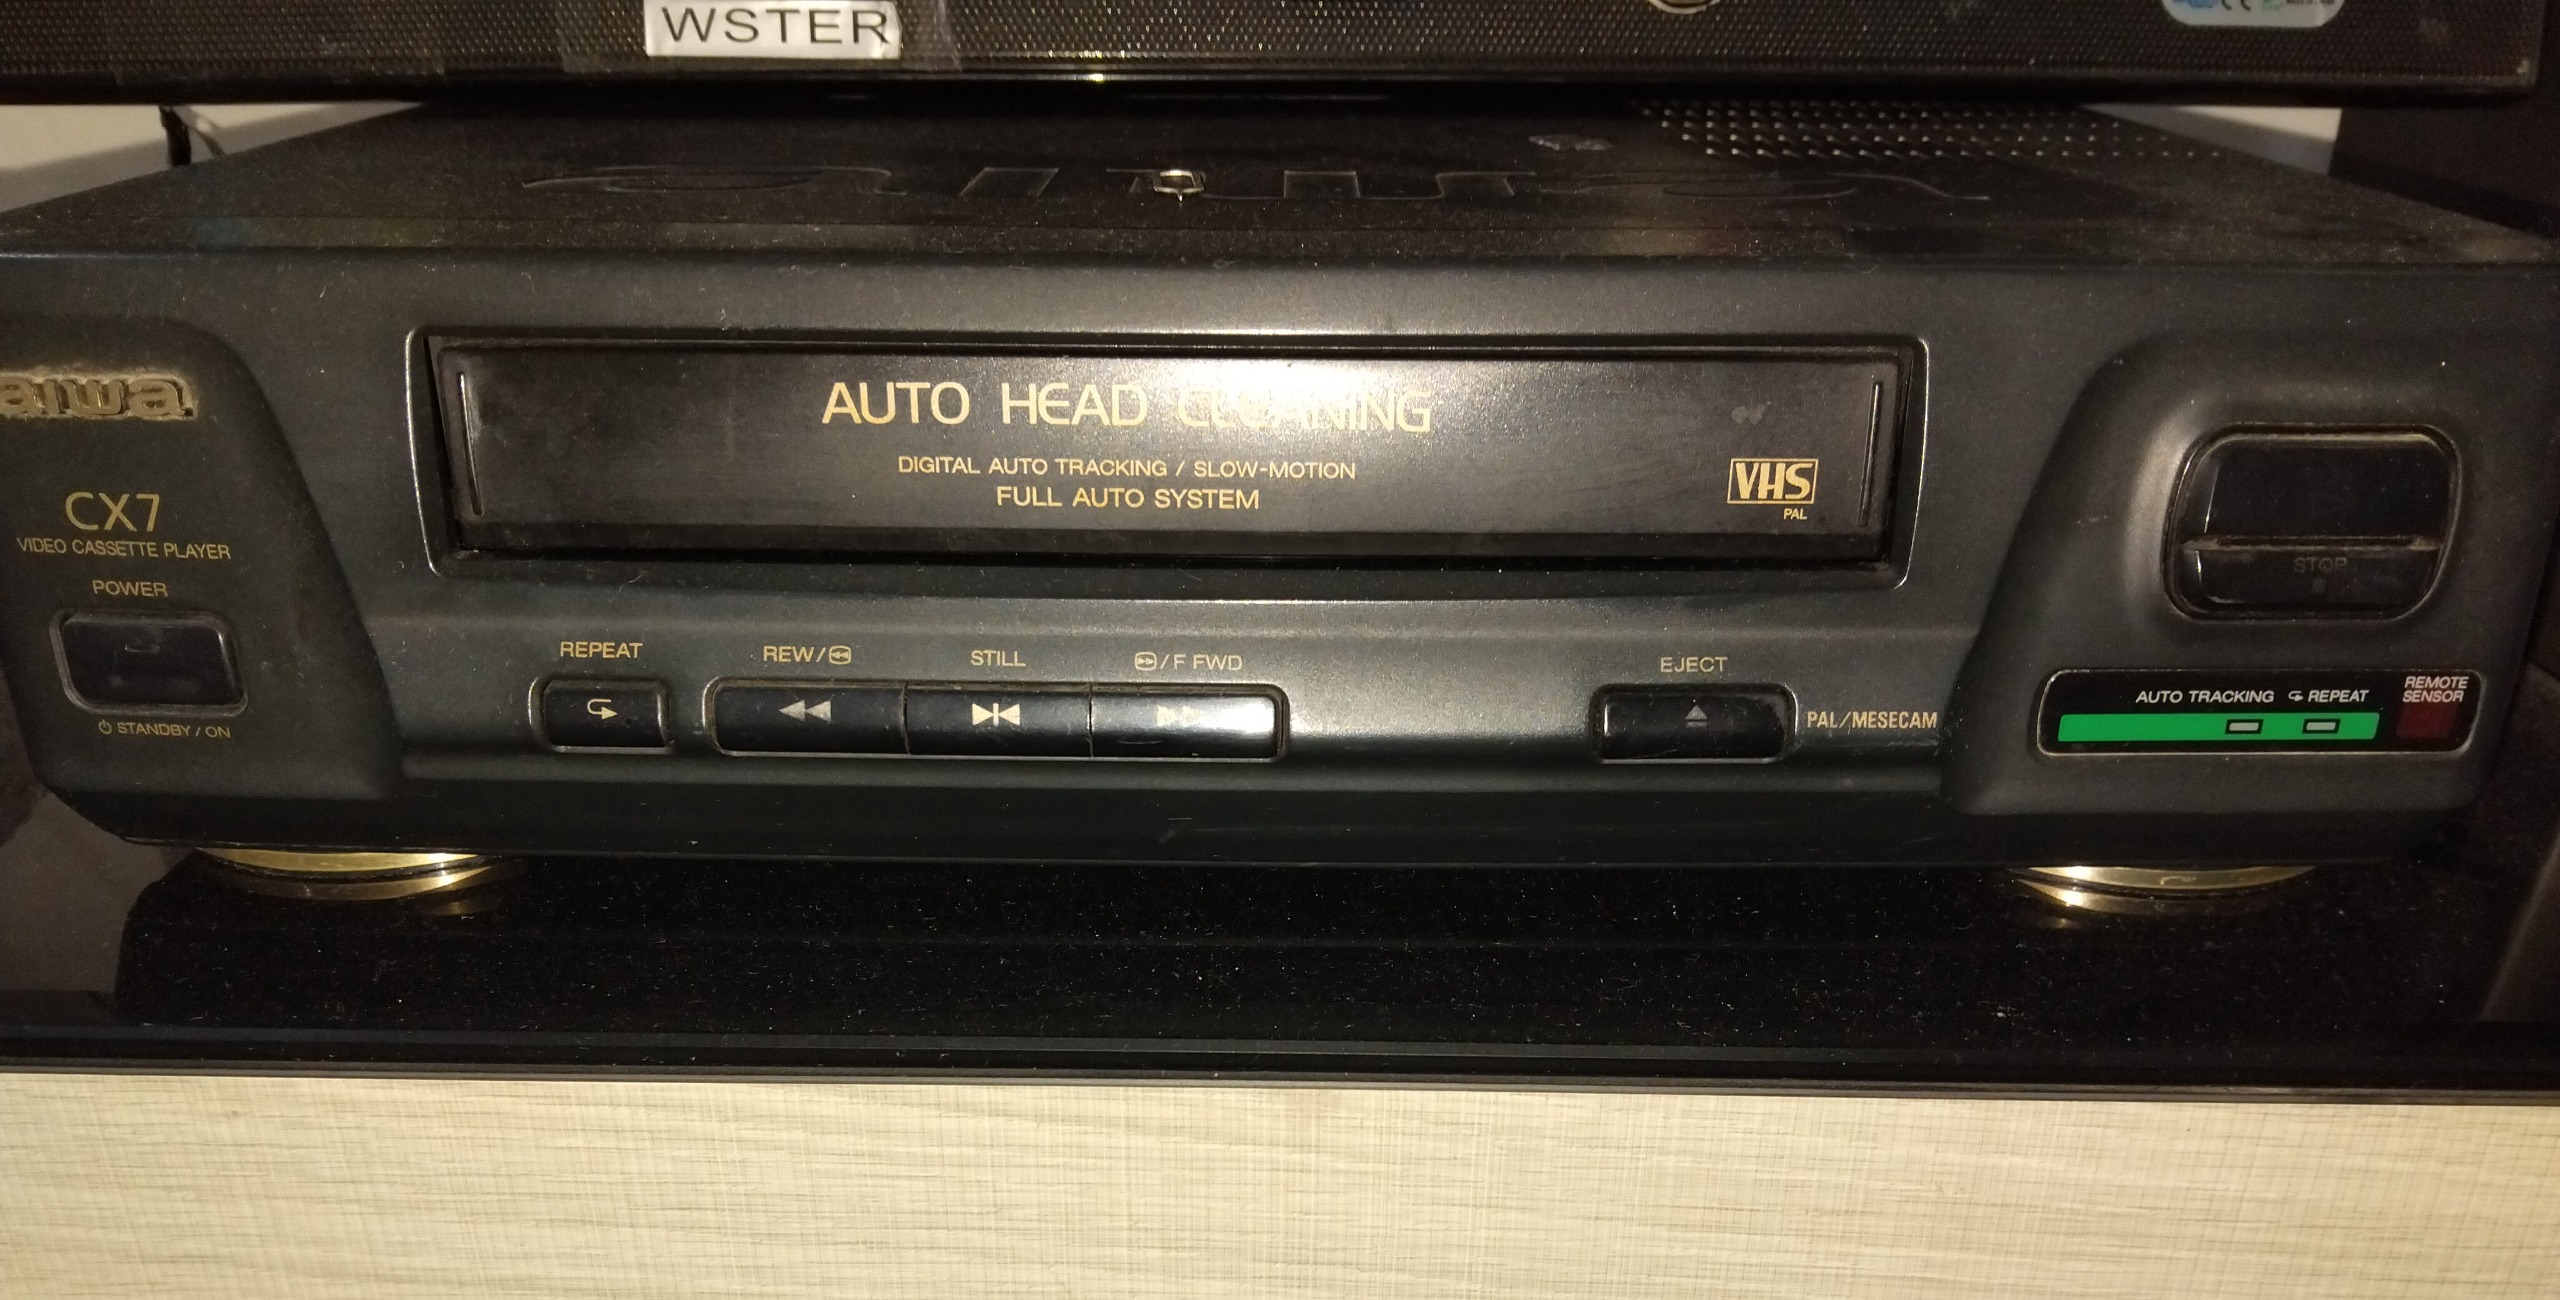 WSTER
aiwa
aiwa
CX7
VIDEO CASSETTE PLAYER
POWER
STANDBY / ON
AUTO HEAD CLEANING
DIGITAL AUTO TRACKING / SLOW-MOTION
FULL AUTO SYSTEM
VHS
PAL
REPEAT
REW/
STILL
/F FWD
EJECT
PAL/MESECAM
STOP
AUTO TRACKING REPEAT
REMOTE
SENSOR